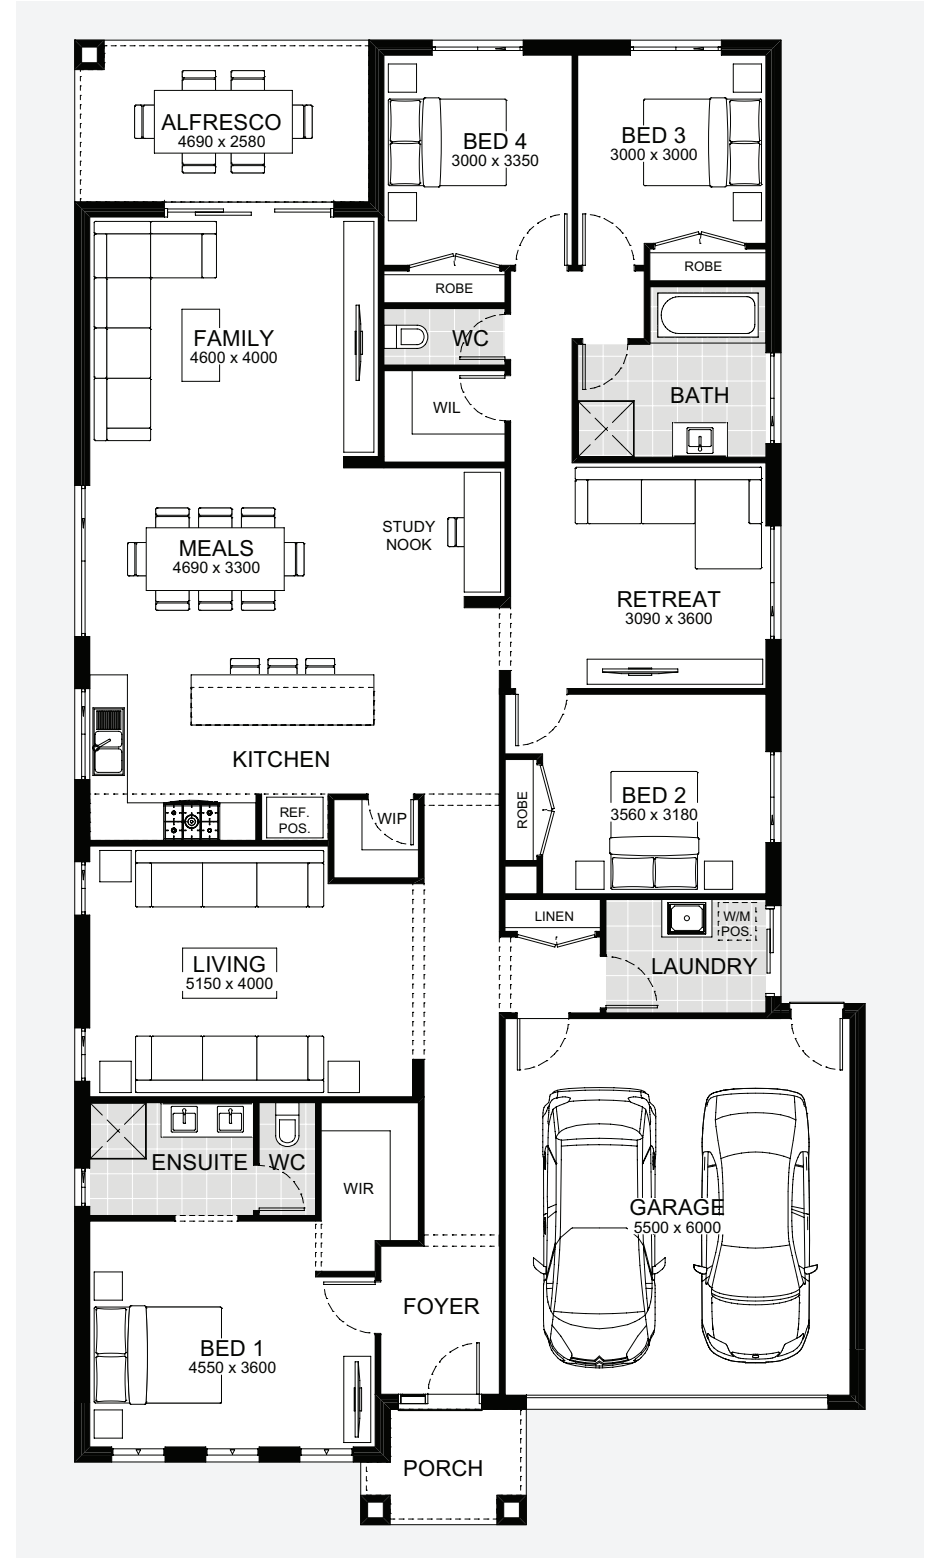 ALFRESCO
4690 x 2580
BED 4
3000 x 3350
BED 3
3000 x 3000
ROBE
ROBE
FAMILY
4600 x 4000
WC
BATH
WIL
STUDY
NOOK
MEALS
4690 x 3300
RETREAT
3090 x 3600
KITCHEN
BED 2
3560 x 3180
ROBE
REF.
POS.
WIP
LINEN
W/M
POS.
LAUNDRY
LIVING
5150 x 4000
ENSUITE
WC
WIR
GARAGE
5500 x 6000
FOYER
BED 1
4550 x 3600
PORCH